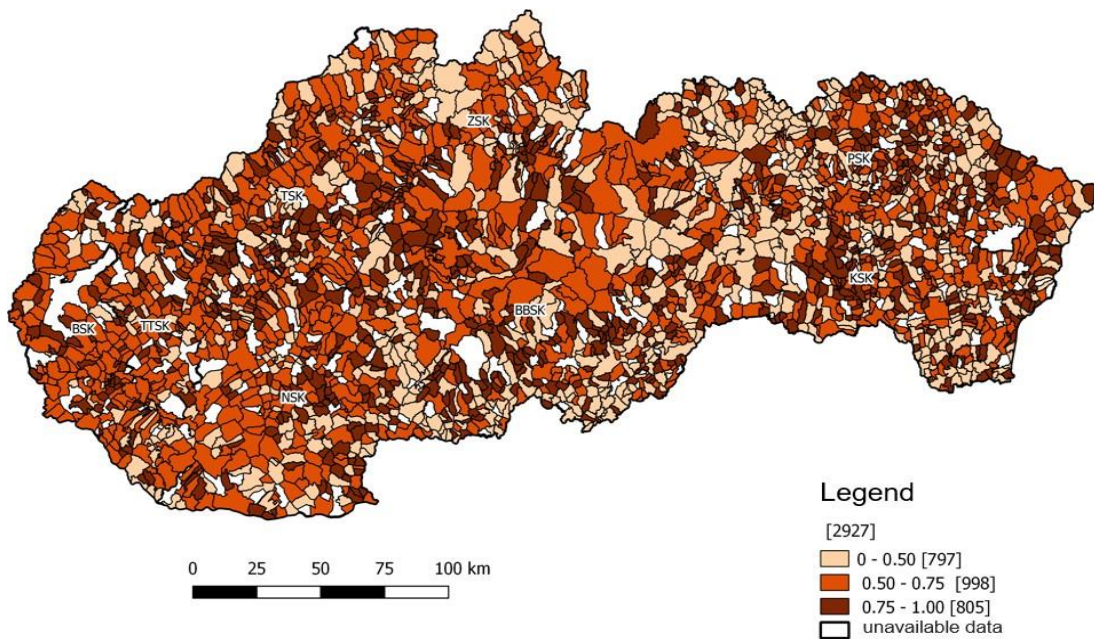 ZSK
PSK
TSK
KSK
BBSK
BSK
TTSK
NSK
Legend
[2927]
0 - 0.50 [797]
0.50 - 0.75 [998]
0.75 - 1.00 [805]
unavailable data
0 25 50 75 100 km